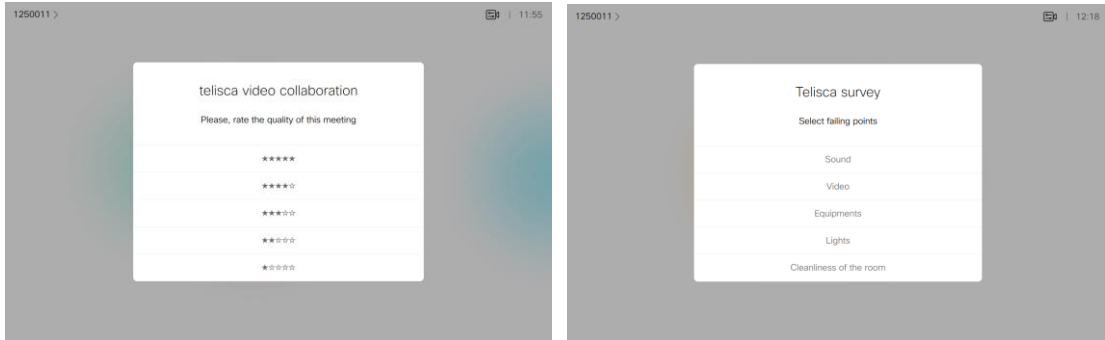 1250011 >
| 11:55
telisca video collaboration
Please, rate the quality of this meeting
★★★★★
★★★★☆
★★★☆☆
★★☆☆☆
★☆☆☆☆
1250011 >
| 12:18
Telisca survey
Select failing points
Sound
Video
Equipments
Lights
Cleanliness of the room